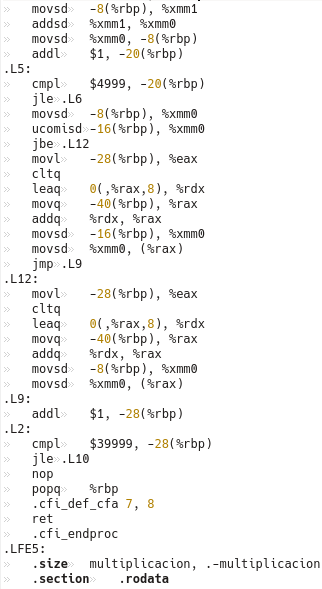 movsd -8(%rbp), %xmm1
addsd %xmm1, %xmm0
movsd %xmm0, -8(%rbp)
addl $1, -20(%rbp)
.L5:
cmpl $4999, -20(%rbp)
jle .L6
movsd -8(%rbp), %xmm0
ucomisd -16(%rbp), %xmm0
jbe .L12
movl -28(%rbp), %eax
cltq
leaq 0(,%rax,8), %rdx
movq -40(%rbp), %rax
addq %rdx, %rax
movsd -16(%rbp), %xmm0
movsd %xmm0, (%rax)
jmp .L9
.L12:
movl -28(%rbp), %eax
cltq
leaq 0(,%rax,8), %rdx
movq -40(%rbp), %rax
addq %rdx, %rax
movsd -8(%rbp), %xmm0
movsd %xmm0, (%rax)
.L9:
addl $1, -28(%rbp)
.L2:
cmpl $39999, -28(%rbp)
jle .L10
nop
popq %rbp
.cfi_def_cfa 7, 8
ret
.cfi_endproc
.LFE5:
.size multiplicacion, .-multiplicacion
.section .rodata